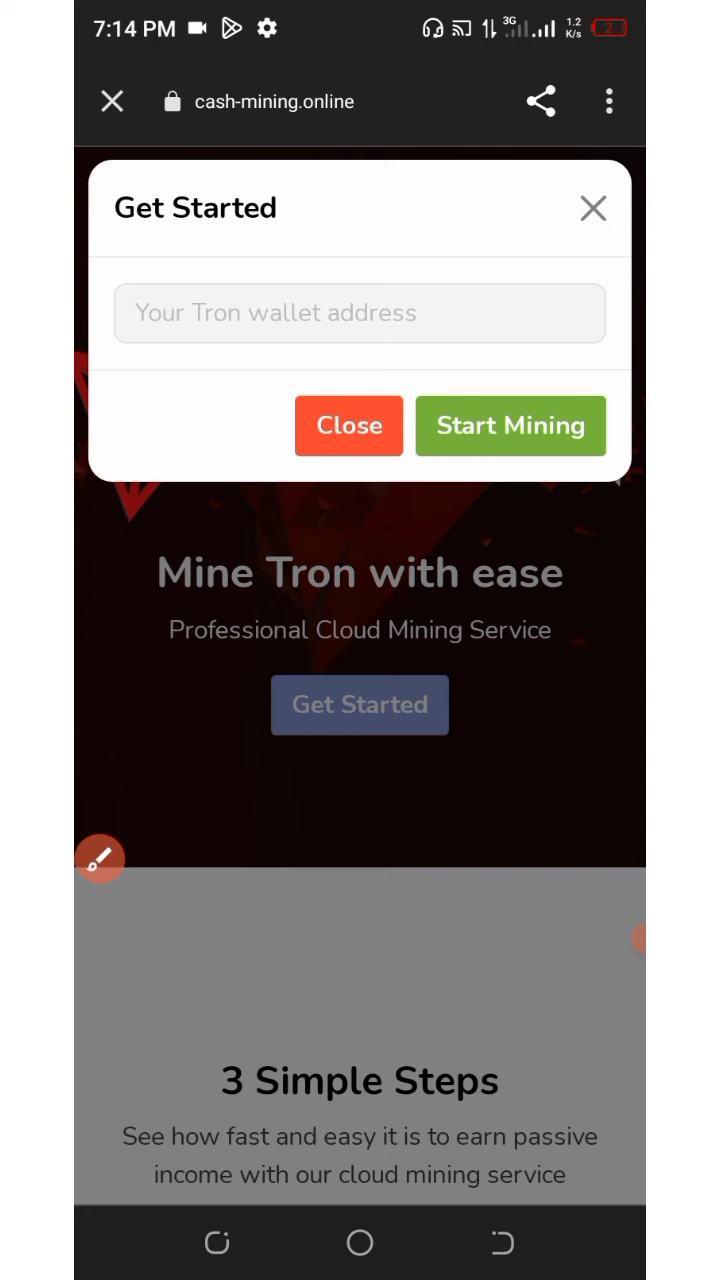 7:14 PM 3G 1.2 K/s 2
cash-mining.online
Get Started
Your Tron wallet address
Close Start Mining
Mine Tron with ease
Professional Cloud Mining Service
Get Started
3 Simple Steps
See how fast and easy it is to earn passive
income with our cloud mining service